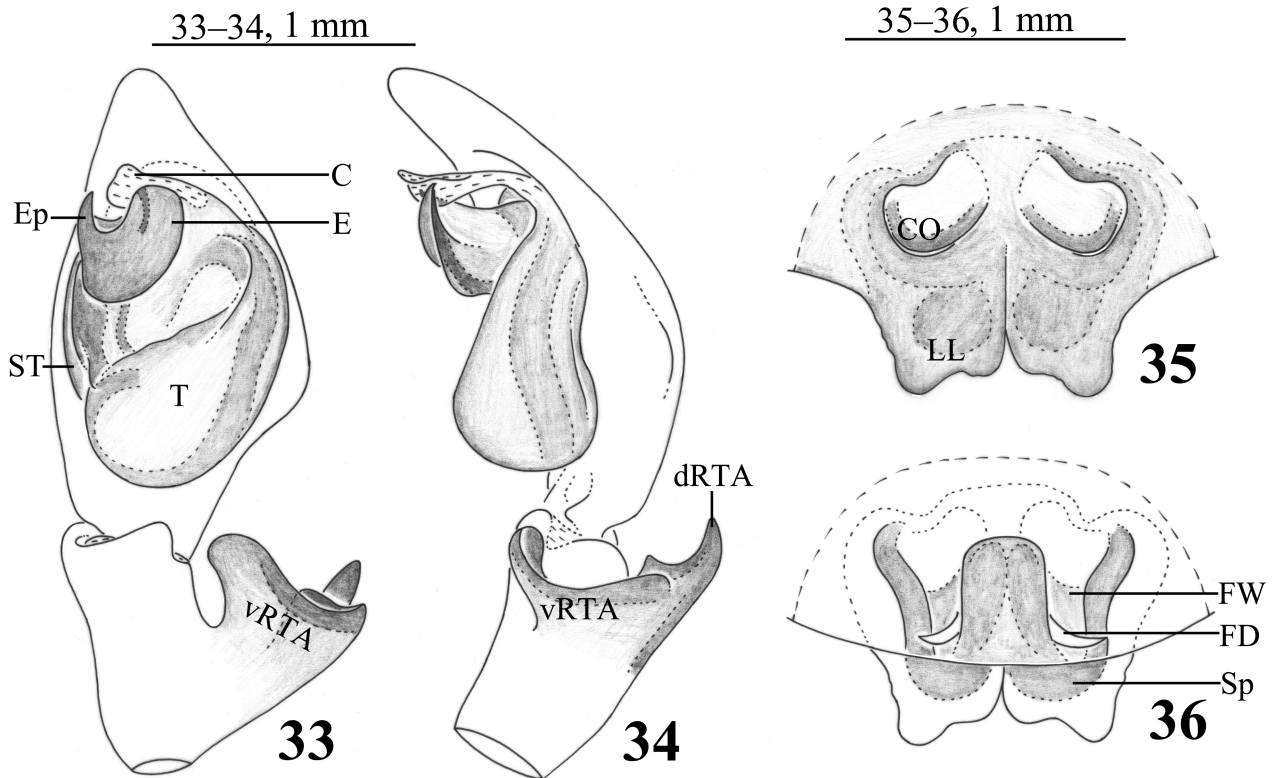 33–34, 1 mm
35–36, 1 mm
C
Ep
E
CO
ST
LL
35
T
dRTA
vRTA
vRTA
FW
FD
Sp
33
34
36